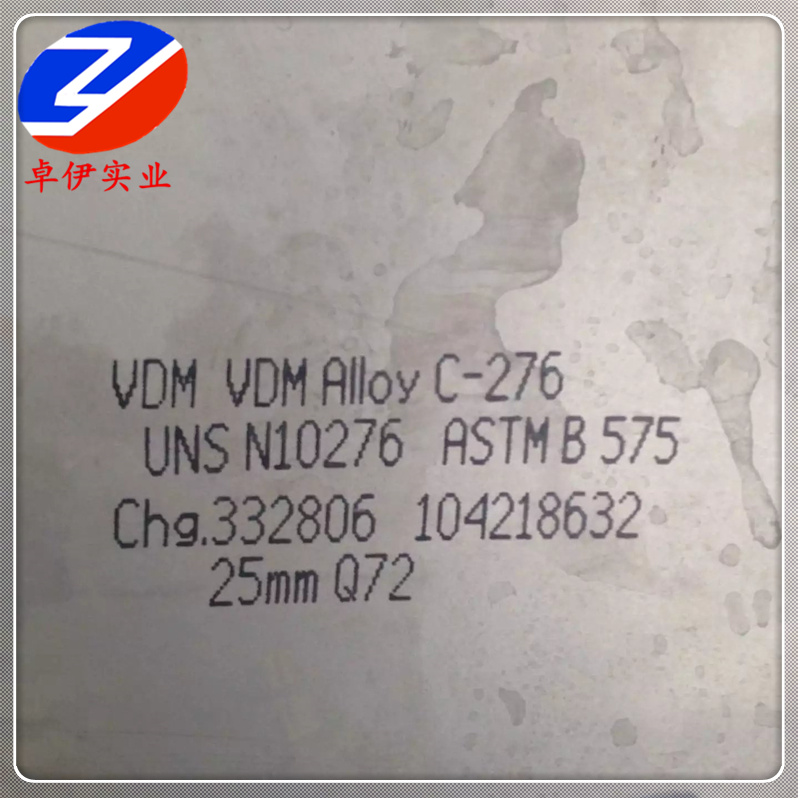 卓伊实业
VDM VDM Alloy C-276
UNS N10276 ASTM B 575
Chg.332806 104218632
25mm Q72